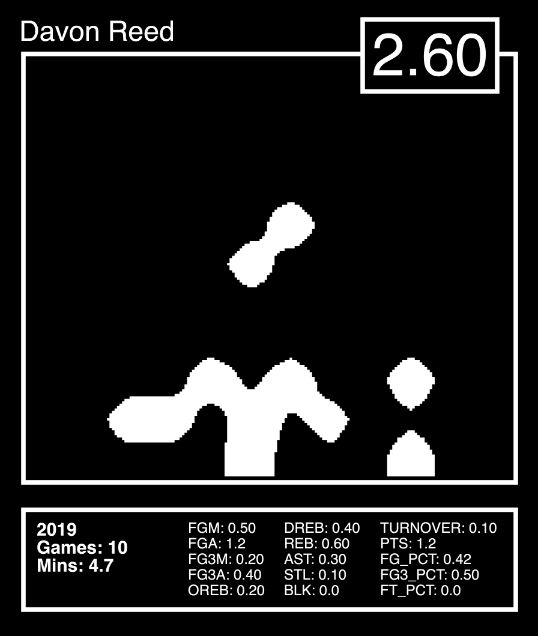 Davon Reed
2.60
2019
Games: 10
Mins: 4.7
FGM: 0.50
FGA: 1.2
FG3M: 0.20
FG3A: 0.40
OREB: 0.20
DREB: 0.40
REB: 0.60
AST: 0.30
STL: 0.10
BLK: 0.0
TURNOVER: 0.10
PTS: 1.2
FG_PCT: 0.42
FG3_PCT: 0.50
FT_PCT: 0.0